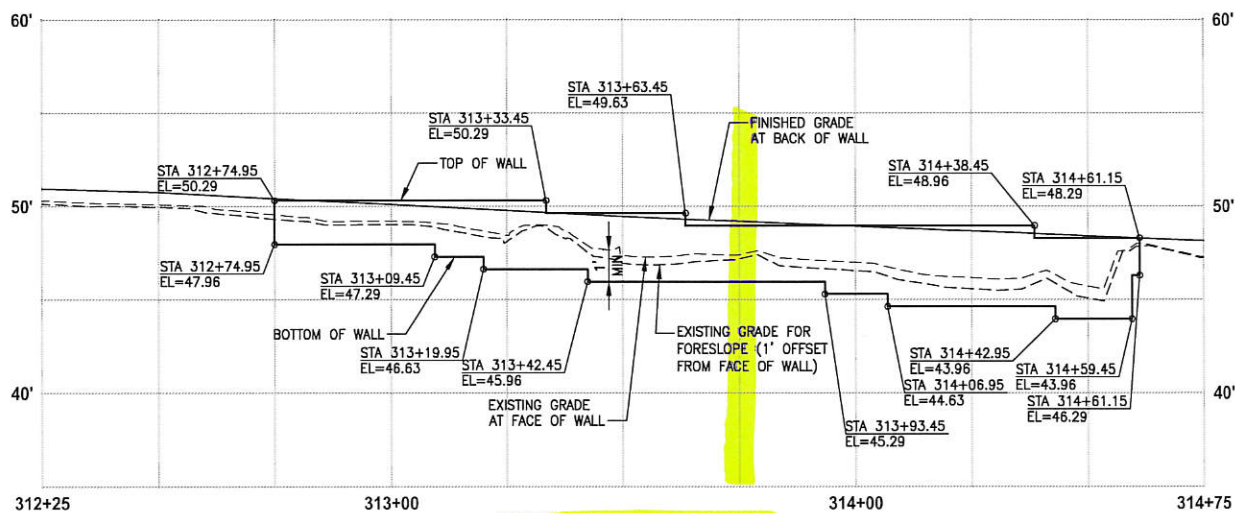 60'
60'
STA 313+63.45
EL=49.63
STA 313+33.45
EL=50.29
FINISHED GRADE
AT BACK OF WALL
STA 312+74.95
EL=50.29
TOP OF WALL
STA 314+38.45
EL=48.96
STA 314+61.15
EL=48.29
50'
50'
1'
MIN
STA 312+74.95
EL=47.96
STA 313+09.45
EL=47.29
BOTTOM OF WALL
STA 313+19.95
EL=46.63
STA 313+42.45
EL=45.96
EXISTING GRADE FOR
FORESLOPE (1' OFFSET
FROM FACE OF WALL)
STA 314+42.95
EL=43.96
STA 314+59.45
EL=43.96
40'
40'
STA 314+06.95
EL=44.63
STA 314+61.15
EL=46.29
EXISTING GRADE
AT FACE OF WALL
STA 313+93.45
EL=45.29
312+25
313+00
314+00
314+75